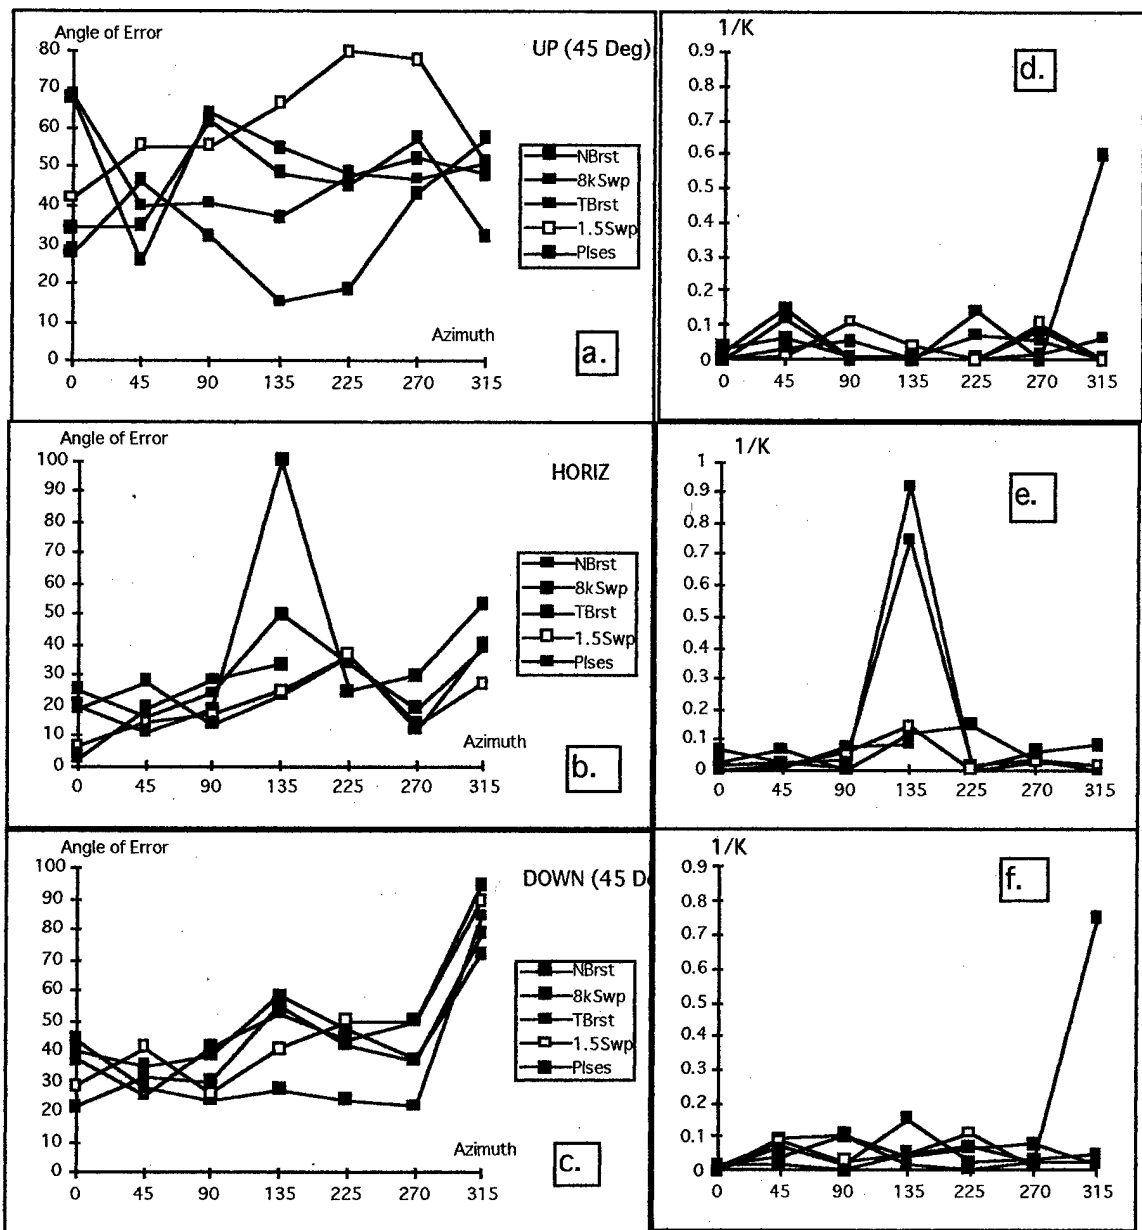 Angle of Error
UP (45 Deg)
80
70
60
50
40
30
20
10
0
NBrst
8kSwp
TBrst
1.5Swp
Plses
Azimuth
a.
0 45 90 135 225 270 315
1/K
d.
0.9
0.8
0.7
0.6
0.5
0.4
0.3
0.2
0.1
0
0 45 90 135 225 270 315
Angle of Error
HORIZ
100
90
80
70
60
50
40
30
20
10
0
NBrst
8kSwp
TBrst
1.5Swp
Plses
Azimuth
b.
0 45 90 135 225 270 315
1/K
e.
1
0.9
0.8
0.7
0.6
0.5
0.4
0.3
0.2
0.1
0
0 45 90 135 225 270 315
Angle of Error
DOWN (45 De
100
90
80
70
60
50
40
30
20
10
0
NBrst
8kSwp
TBrst
1.5Swp
Plses
Azimuth
c.
0 45 90 135 225 270 315
1/K
f.
0.9
0.8
0.7
0.6
0.5
0.4
0.3
0.2
0.1
0
0 45 90 135 225 270 315